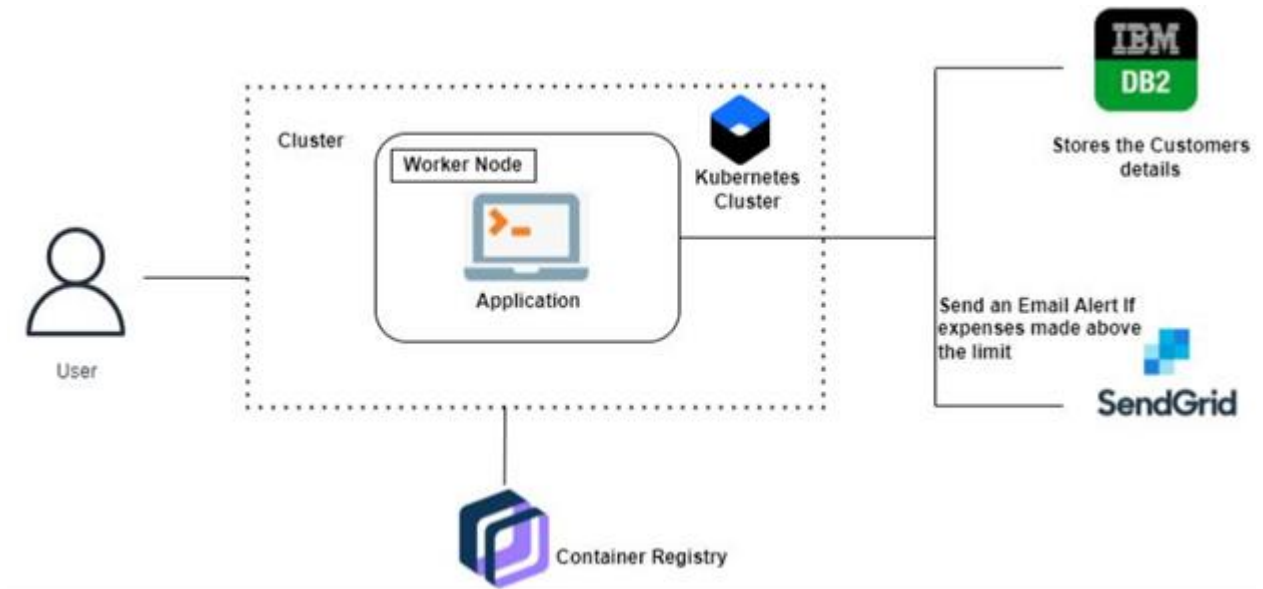 IBM
DB2
Stores the Customers
details
Cluster
Worker Node
Kubernetes
Cluster
Application
User
Send an Email Alert If
expenses made above
the limit
SendGrid
Container Registry